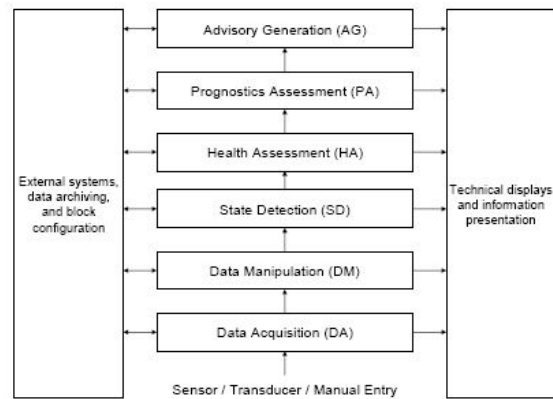 Advisory Generation (AG)
Prognostics Assessment (PA)
Health Assessment (HA)
External systems,
data archiving,
and block
configuration
State Detection (SD)
Technical displays
and information
presentation
Data Manipulation (DM)
Data Acquisition (DA)
Sensor / Transducer / Manual Entry